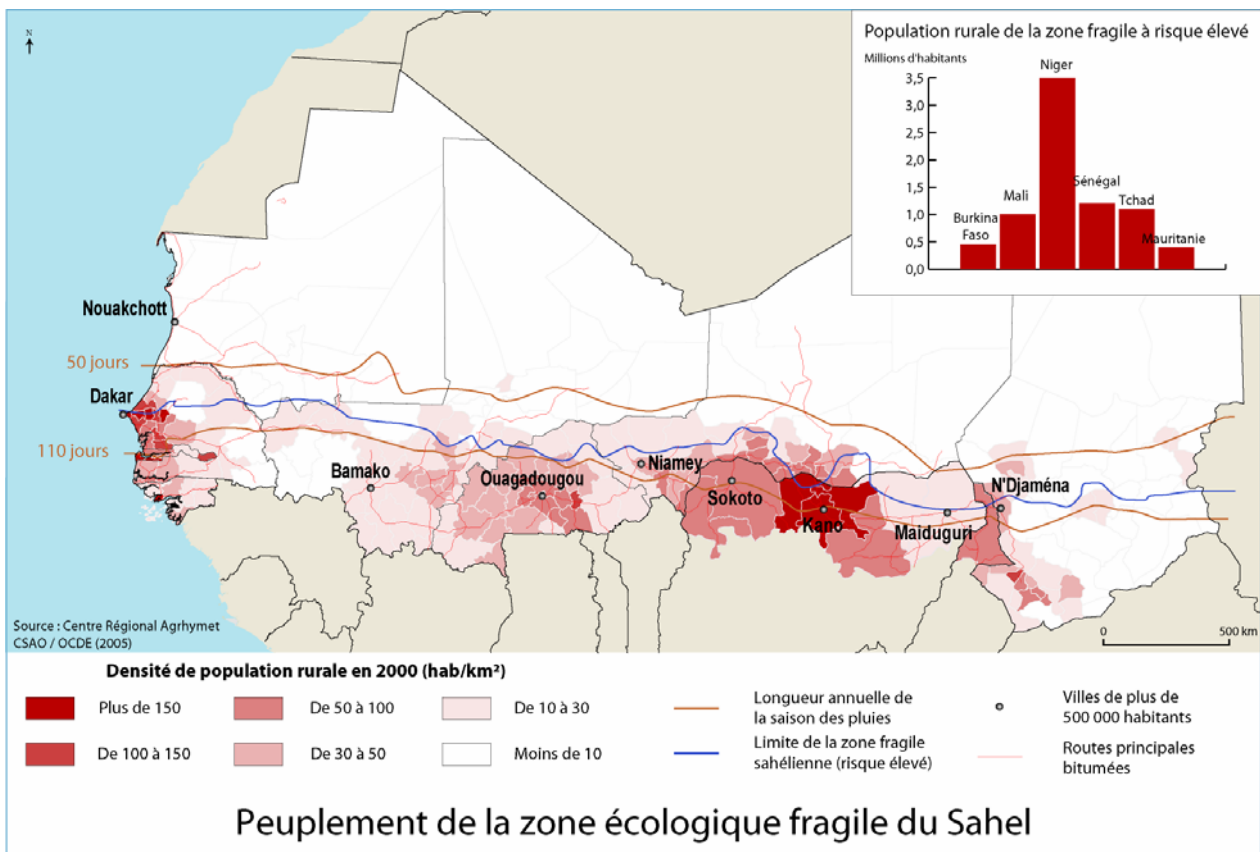 N
Population rurale de la zone fragile à risque élevé
Millions d'habitants
3,5
3,0
2,5
2,0
1,5
1,0
0,5
0,0
Burkina
Faso
Mali
Niger
Sénégal
Tchad
Mauritanie
Nouakchott
50 jours
Dakar
110 jours
Bamako
Ouagadougou
Niamey
Sokoto
Kano
Maiduguri
N'Djaména
Source : Centre Régional Agrhymet
CSAO / OCDE (2005)
0 500 km
Densité de population rurale en 2000 (hab/km²)
Plus de 150
De 100 à 150
De 50 à 100
De 30 à 50
De 10 à 30
Moins de 10
Longueur annuelle de
la saison des pluies
Limite de la zone fragile
sahélienne (risque élevé)
Villes de plus de
500 000 habitants
Routes principales
bitumées
Peuplement de la zone écologique fragile du Sahel